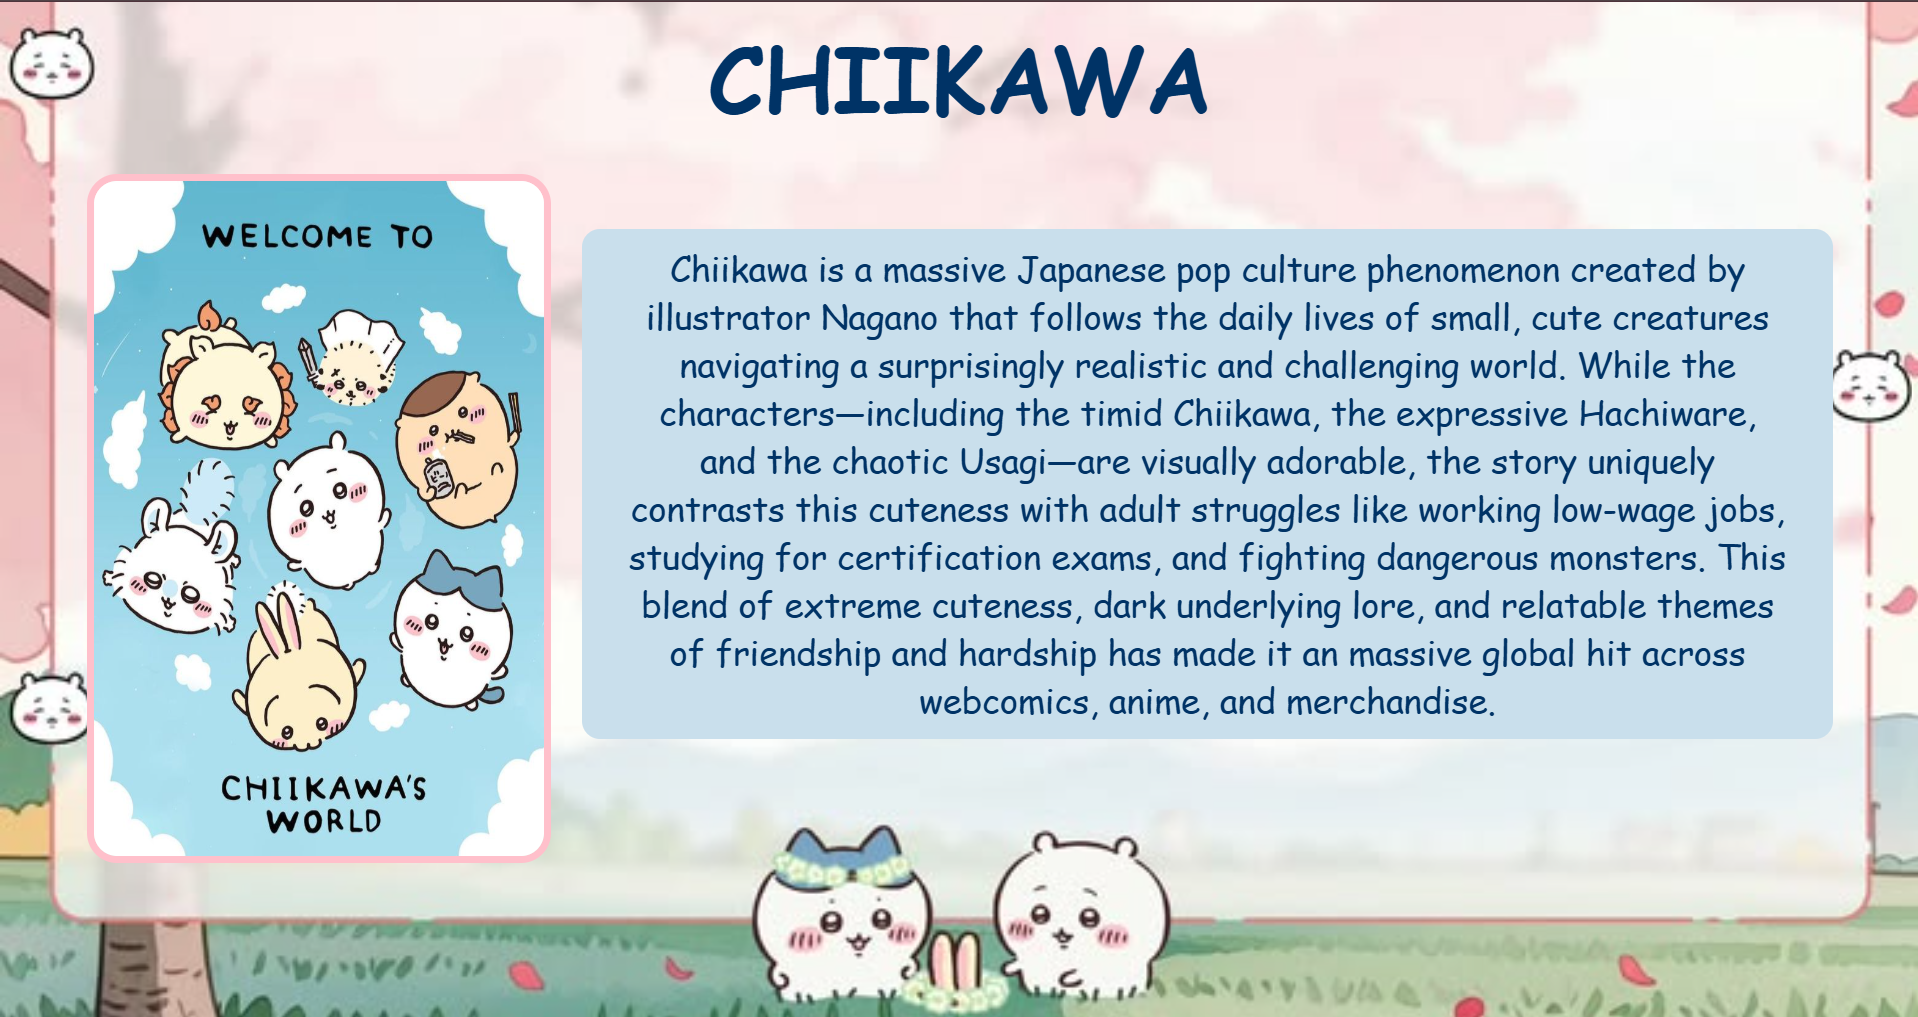 CHIIKAWA
WELCOME TO
CHIIKAWA'S
WORLD
Chiikawa is a massive Japanese pop culture phenomenon created by
illustrator Nagano that follows the daily lives of small, cute creatures
navigating a surprisingly realistic and challenging world. While the
characters—including the timid Chiikawa, the expressive Hachiware,
and the chaotic Usagi—are visually adorable, the story uniquely
contrasts this cuteness with adult struggles like working low-wage jobs,
studying for certification exams, and fighting dangerous monsters. This
blend of extreme cuteness, dark underlying lore, and relatable themes
of friendship and hardship has made it an massive global hit across
webcomics, anime, and merchandise.